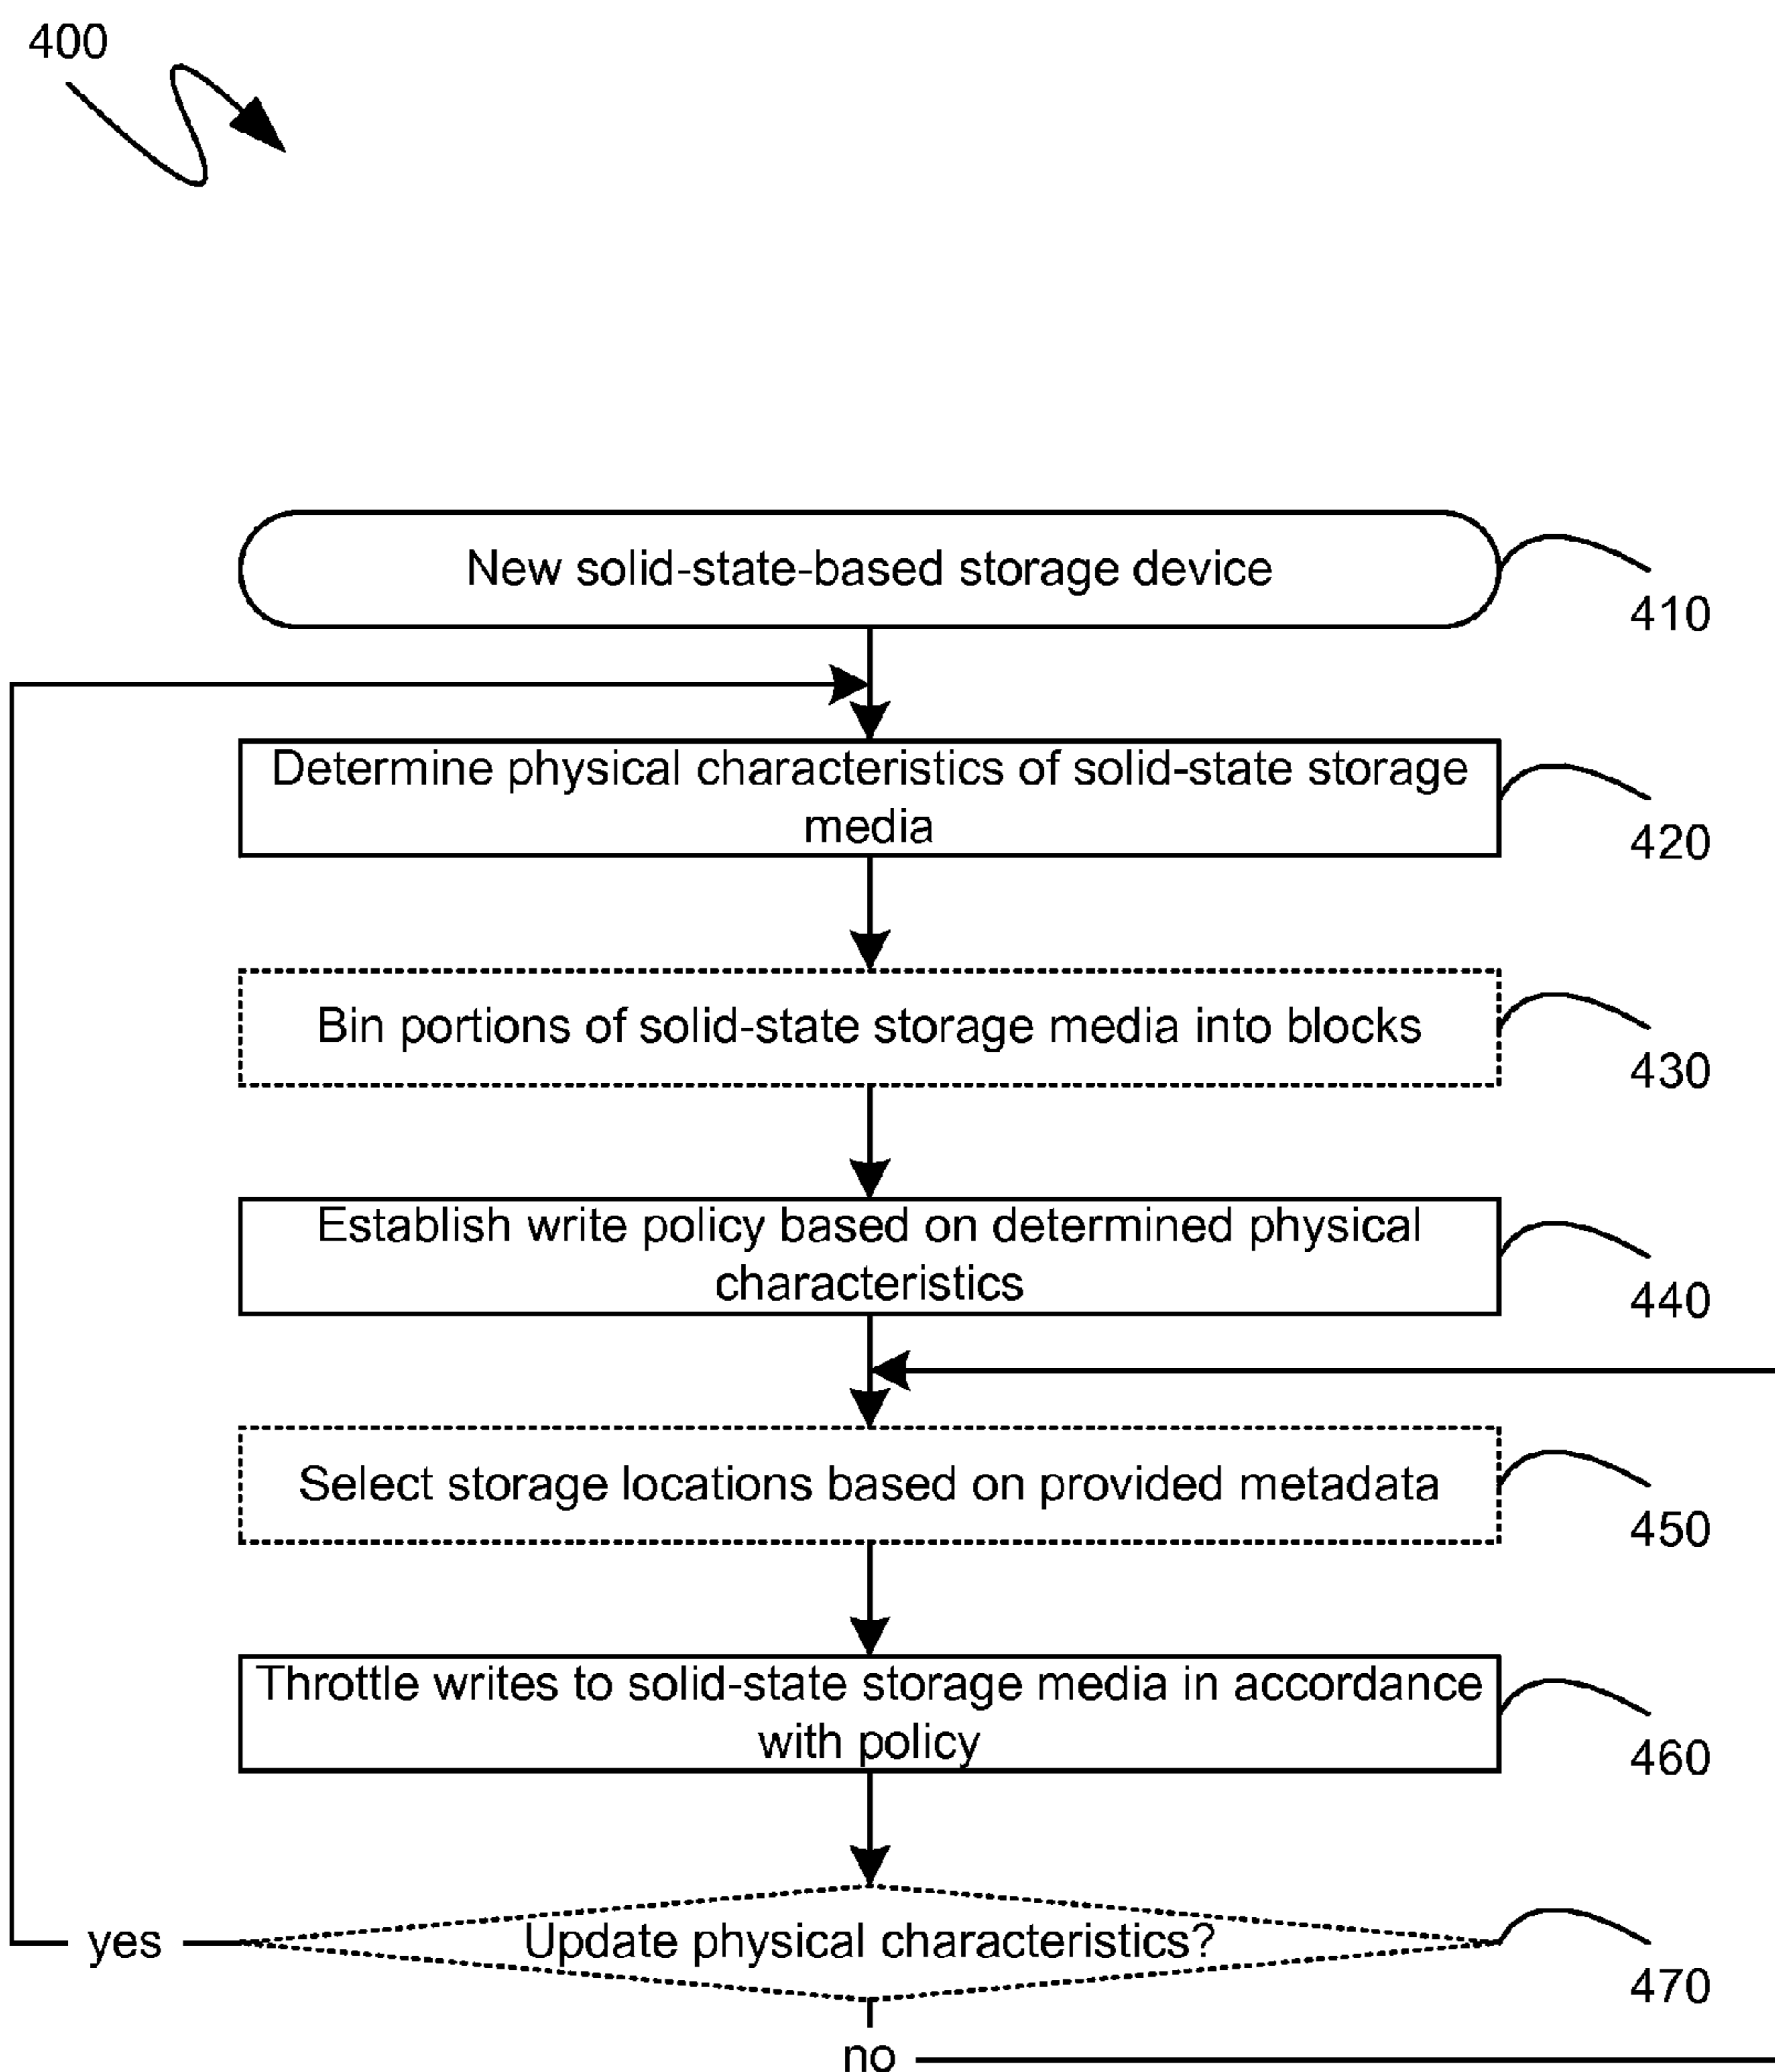 400
New solid-state-based storage device
410
Determine physical characteristics of solid-state storage
media
420
Bin portions of solid-state storage media into blocks
430
Establish write policy based on determined physical
characteristics
440
Select storage locations based on provided metadata
450
Throttle writes to solid-state storage media in accordance
with policy
460
yes
Update physical characteristics?
470
no